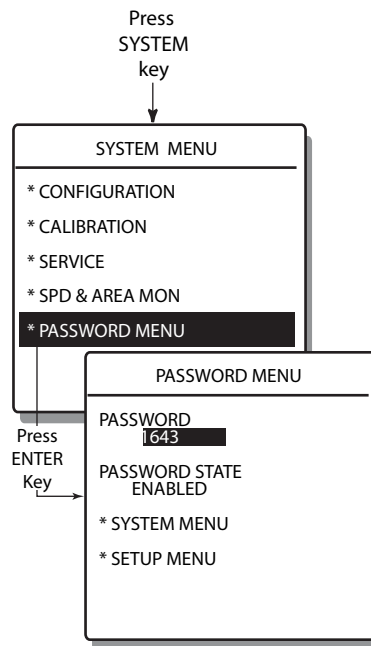 Press
SYSTEM
key
SYSTEM MENU
* CONFIGURATION
* CALIBRATION
* SERVICE
* SPD & AREA MON
* PASSWORD MENU
PASSWORD MENU
PASSWORD
1643
PASSWORD STATE
ENABLED
* SYSTEM MENU
* SETUP MENU
Press
ENTER
Key